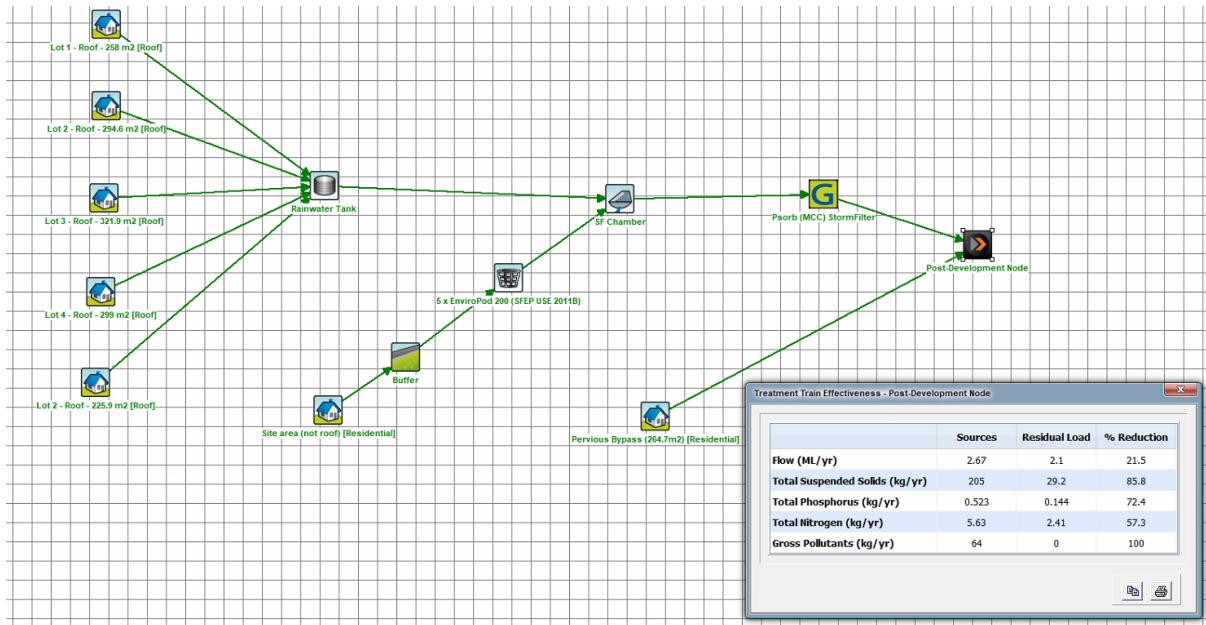 Lot 1 - Roof - 258 m2 [Roof]
Lot 2 - Roof - 294.6 m2 [Roof]
Lot 3 - Roof - 321.9 m2 [Roof]
Lot 4 - Roof - 299 m2 [Roof]
Lot 2 - Roof - 225.9 m2 [Roof]
Rainwater Tank
SF Chamber
G
Psorb (MCC) StormFilter
Post-Development Node
5 x EnviroPod 200 (SFEP USE 2011B)
Buffer
Site area (not roof) [Residential]
Pervious Bypass (264.7m2) [Residential]
Treatment Train Effectiveness - Post-Development Node
Sources Residual Load % Reduction
Flow (ML/yr) 2.67 2.1 21.5
Total Suspended Solids (kg/yr) 205 29.2 85.8
Total Phosphorus (kg/yr) 0.523 0.144 72.4
Total Nitrogen (kg/yr) 5.63 2.41 57.3
Gross Pollutants (kg/yr) 64 0 100